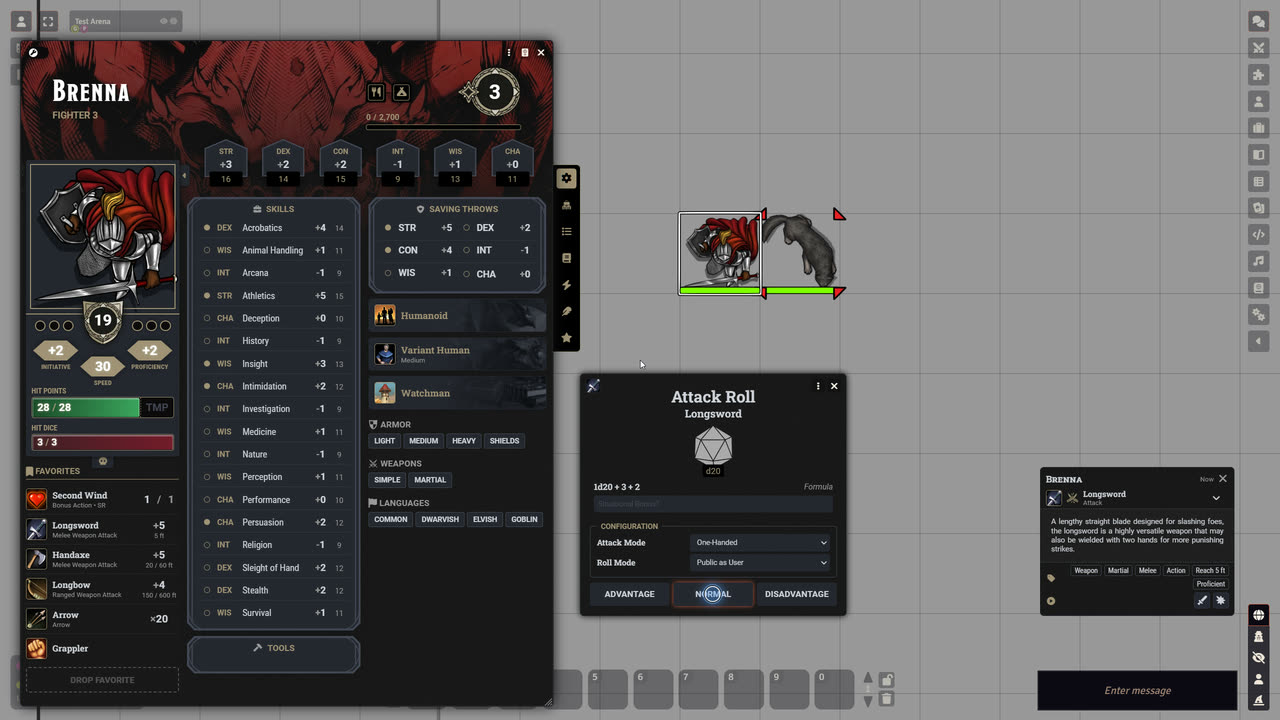 Test Arena
Brenna
FIGHTER 3
3
0 / 2,700
STR DEX CON INT WIS CHA
+3 +2 +2 -1 +1 +0
16 14 15 9 13 11
19
+2 +2
INITIATIVE PROFICIENCY
30
SPEED
HIT POINTS
28 / 28 TMP
HIT DICE
3 / 3
FAVORITES
Second Wind 1 / 1
Bonus Action • SR
Longsword +5
Melee Weapon Attack 5 ft
Handaxe +5
Melee Weapon Attack 20 / 60 ft
Longbow +4
Ranged Weapon Attack 150 / 600 ft
Arrow ×20
Arrow
Grappler
DROP FAVORITE
SKILLS
DEX Acrobatics +4 14
WIS Animal Handling +1 11
INT Arcana -1 9
STR Athletics +5 15
CHA Deception +0 10
INT History -1 9
WIS Insight +3 13
CHA Intimidation +2 12
INT Investigation -1 9
WIS Medicine +1 11
INT Nature -1 9
WIS Perception +1 11
CHA Performance +0 10
CHA Persuasion +2 12
INT Religion -1 9
DEX Sleight of Hand +2 12
DEX Stealth +2 12
WIS Survival +1 11
TOOLS
SAVING THROWS
STR +5 DEX +2
CON +4 INT -1
WIS +1 CHA +0
Humanoid
Variant Human
Medium
Watchman
ARMOR
LIGHT MEDIUM HEAVY SHIELDS
WEAPONS
SIMPLE MARTIAL
LANGUAGES
COMMON DWARVISH ELVISH GOBLIN
Attack Roll
Longsword
d20
1d20 + 3 + 2 Formula
Situational Bonus?
CONFIGURATION
Attack Mode One-Handed
Roll Mode Public as User
ADVANTAGE NORMAL DISADVANTAGE
Brenna Now
Longsword
Attack
A lengthy straight blade designed for slashing foes,
the longsword is a highly versatile weapon that may
also be wielded with two hands for more punishing
strikes.
Weapon Martial Melee Action Reach 5 ft
Proficient
5 6 7 8 9 0
Enter message